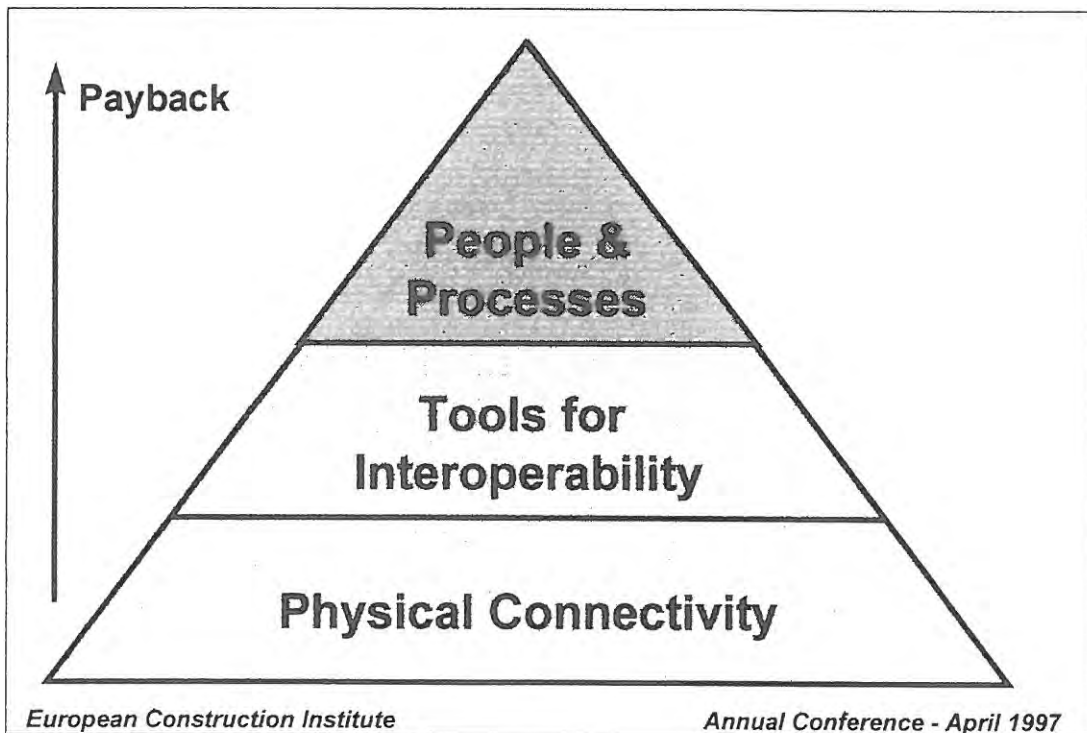 Payback
People &
Processes
Tools for
Interoperability
Physical Connectivity
European Construction Institute
Annual Conference - April 1997